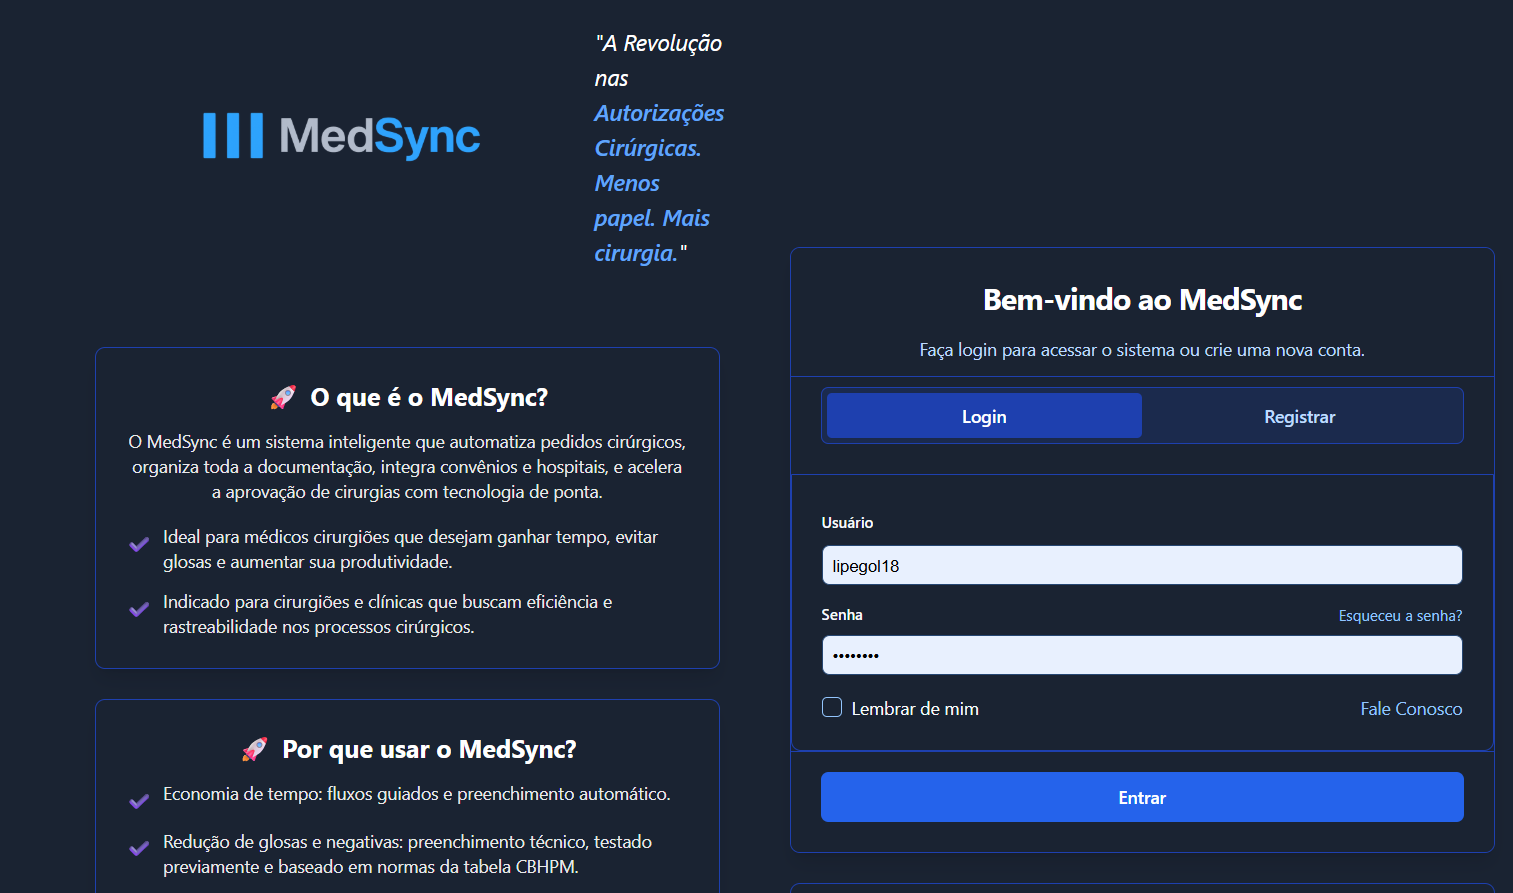 MedSync
"A Revolução
nas
Autorizações
Cirúrgicas.
Menos
papel. Mais
cirurgia."
O que é o MedSync?
O MedSync é um sistema inteligente que automatiza pedidos cirúrgicos,
organiza toda a documentação, integra convênios e hospitais, e acelera
a aprovação de cirurgias com tecnologia de ponta.
Ideal para médicos cirurgiões que desejam ganhar tempo, evitar
glosas e aumentar sua produtividade.
Indicado para cirurgiões e clínicas que buscam eficiência e
rastreabilidade nos processos cirúrgicos.
Por que usar o MedSync?
Economia de tempo: fluxos guiados e preenchimento automático.
Redução de glosas e negativas: preenchimento técnico, testado
previamente e baseado em normas da tabela CBHPM.
Bem-vindo ao MedSync
Faça login para acessar o sistema ou crie uma nova conta.
Login
Registrar
Usuário
lipegol18
Senha
Esqueceu a senha?
••••••••
Lembrar de mim
Fale Conosco
Entrar